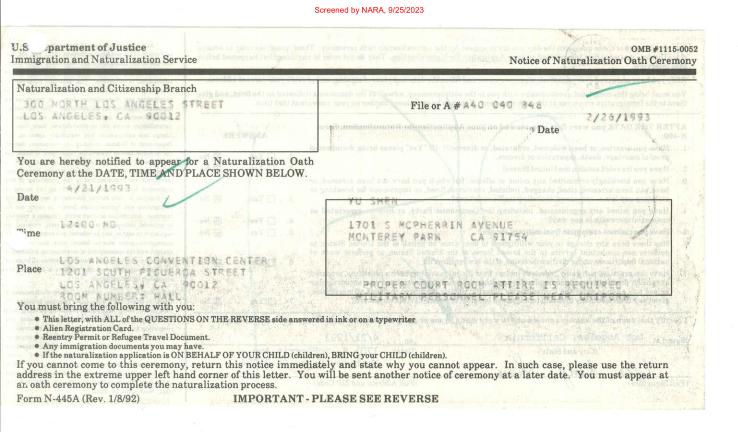 Screened by NARA, 9/25/2023
U.S. Department of Justice
Immigration and Naturalization Service
OMB #1115-0052
Notice of Naturalization Oath Ceremony
Naturalization and Citizenship Branch
300 NORTH LOS ANGELES STREET
LOS ANGELES, CA 90012
File or A # A40 040 846
2/26/1993
Date
You are hereby notified to appear for a Naturalization Oath
Ceremony at the DATE, TIME AND PLACE SHOWN BELOW.
4/21/1993
Date
YU SHEN
12:00
Time
1701 S MCPHERRIN AVENUE
MONTEREY PARK CA 91754
LOS ANGELES CONVENTION CENTER
Place
1201 SOUTH FIGUEROA STREET
LOS ANGELES, CA 90012
ROOM NUMBER: HALL
PROPER COURT ROOM ATTIRE IS REQUIRED
MILITARY PERSONNEL PLEASE WEAR UNIFORM
You must bring the following with you:
● This letter, with ALL of the QUESTIONS ON THE REVERSE side answered in ink or on a typewriter
● Alien Registration Card.
● Reentry Permit or Refugee Travel Document.
● Any immigration documents you may have.
● If the naturalization application is ON BEHALF OF YOUR CHILD (children), BRING your CHILD (children).
If you cannot come to this ceremony, return this notice immediately and state why you cannot appear. In such case, please use the return
address in the extreme upper left hand corner of this letter. You will be sent another notice of ceremony at a later date. You must appear at
an oath ceremony to complete the naturalization process.
Form N-445A (Rev. 1/8/92)
IMPORTANT - PLEASE SEE REVERSE